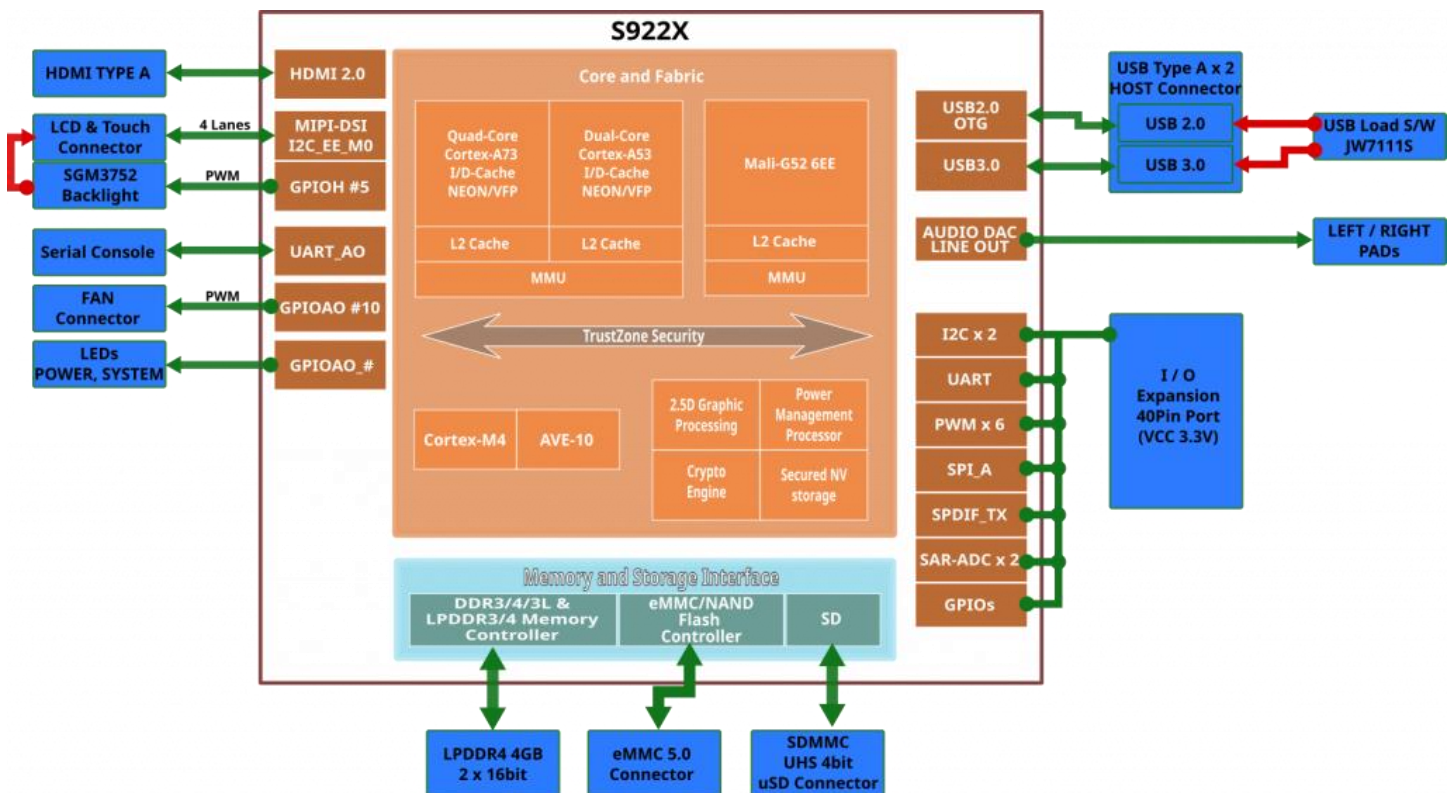 S922X
HDMI TYPE A
HDMI 2.0
LCD & Touch
Connector
4 Lanes
MIPI-DSI
I2C_EE_M0
SGM3752
Backlight
PWM
GPIOH #5
Serial Console
UART_AO
FAN
Connector
PWM
GPIOAO #10
LEDs
POWER, SYSTEM
GPIOAO_#
Core and Fabric
Quad-Core
Cortex-A73
I/D-Cache
NEON/VFP
Dual-Core
Cortex-A53
I/D-Cache
NEON/VFP
Mali-G52 6EE
L2 Cache
L2 Cache
L2 Cache
MMU
MMU
TrustZone Security
Cortex-M4
AVE-10
2.5D Graphic
Processing
Power
Management
Processor
Crypto
Engine
Secured NV
storage
Memory and Storage Interface
DDR3/4/3L &
LPDDR3/4 Memory
Controller
eMMC/NAND
Flash
Controller
SD
LPDDR4 4GB
2 x 16bit
eMMC 5.0
Connector
SDMMC
UHS 4bit
uSD Connector
USB2.0
OTG
USB3.0
AUDIO DAC
LINE OUT
I2C x 2
UART
PWM x 6
SPI_A
SPDIF_TX
SAR-ADC x 2
GPIOs
USB Type A x 2
HOST Connector
USB 2.0
USB 3.0
USB Load S/W
JW7111S
LEFT / RIGHT
PADs
I / O
Expansion
40Pin Port
(VCC 3.3V)